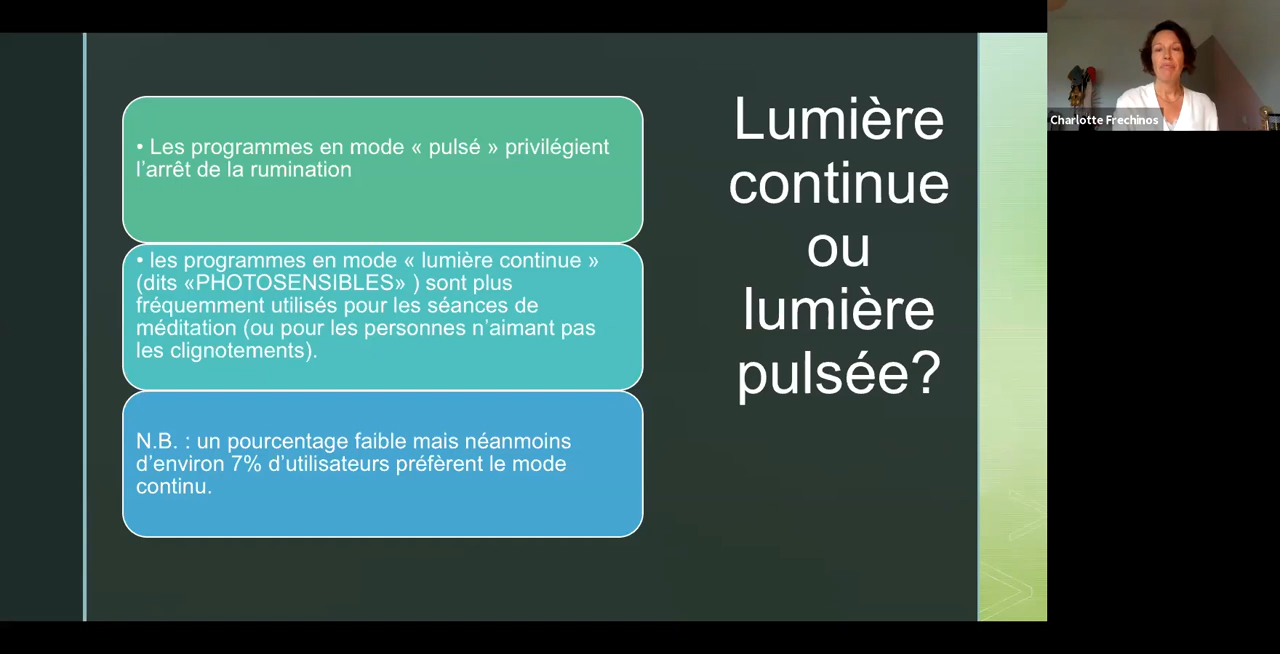 • Les programmes en mode « pulsé » privilégient
l’arrêt de la rumination
• les programmes en mode « lumière continue »
(dits «PHOTOSENSIBLES» ) sont plus
fréquemment utilisés pour les séances de
méditation (ou pour les personnes n’aimant pas
les clignotements).
N.B. : un pourcentage faible mais néanmoins
d’environ 7% d’utilisateurs préfèrent le mode
continu.
Lumière
continue
ou
lumière
pulsée?
Charlotte Frechinos